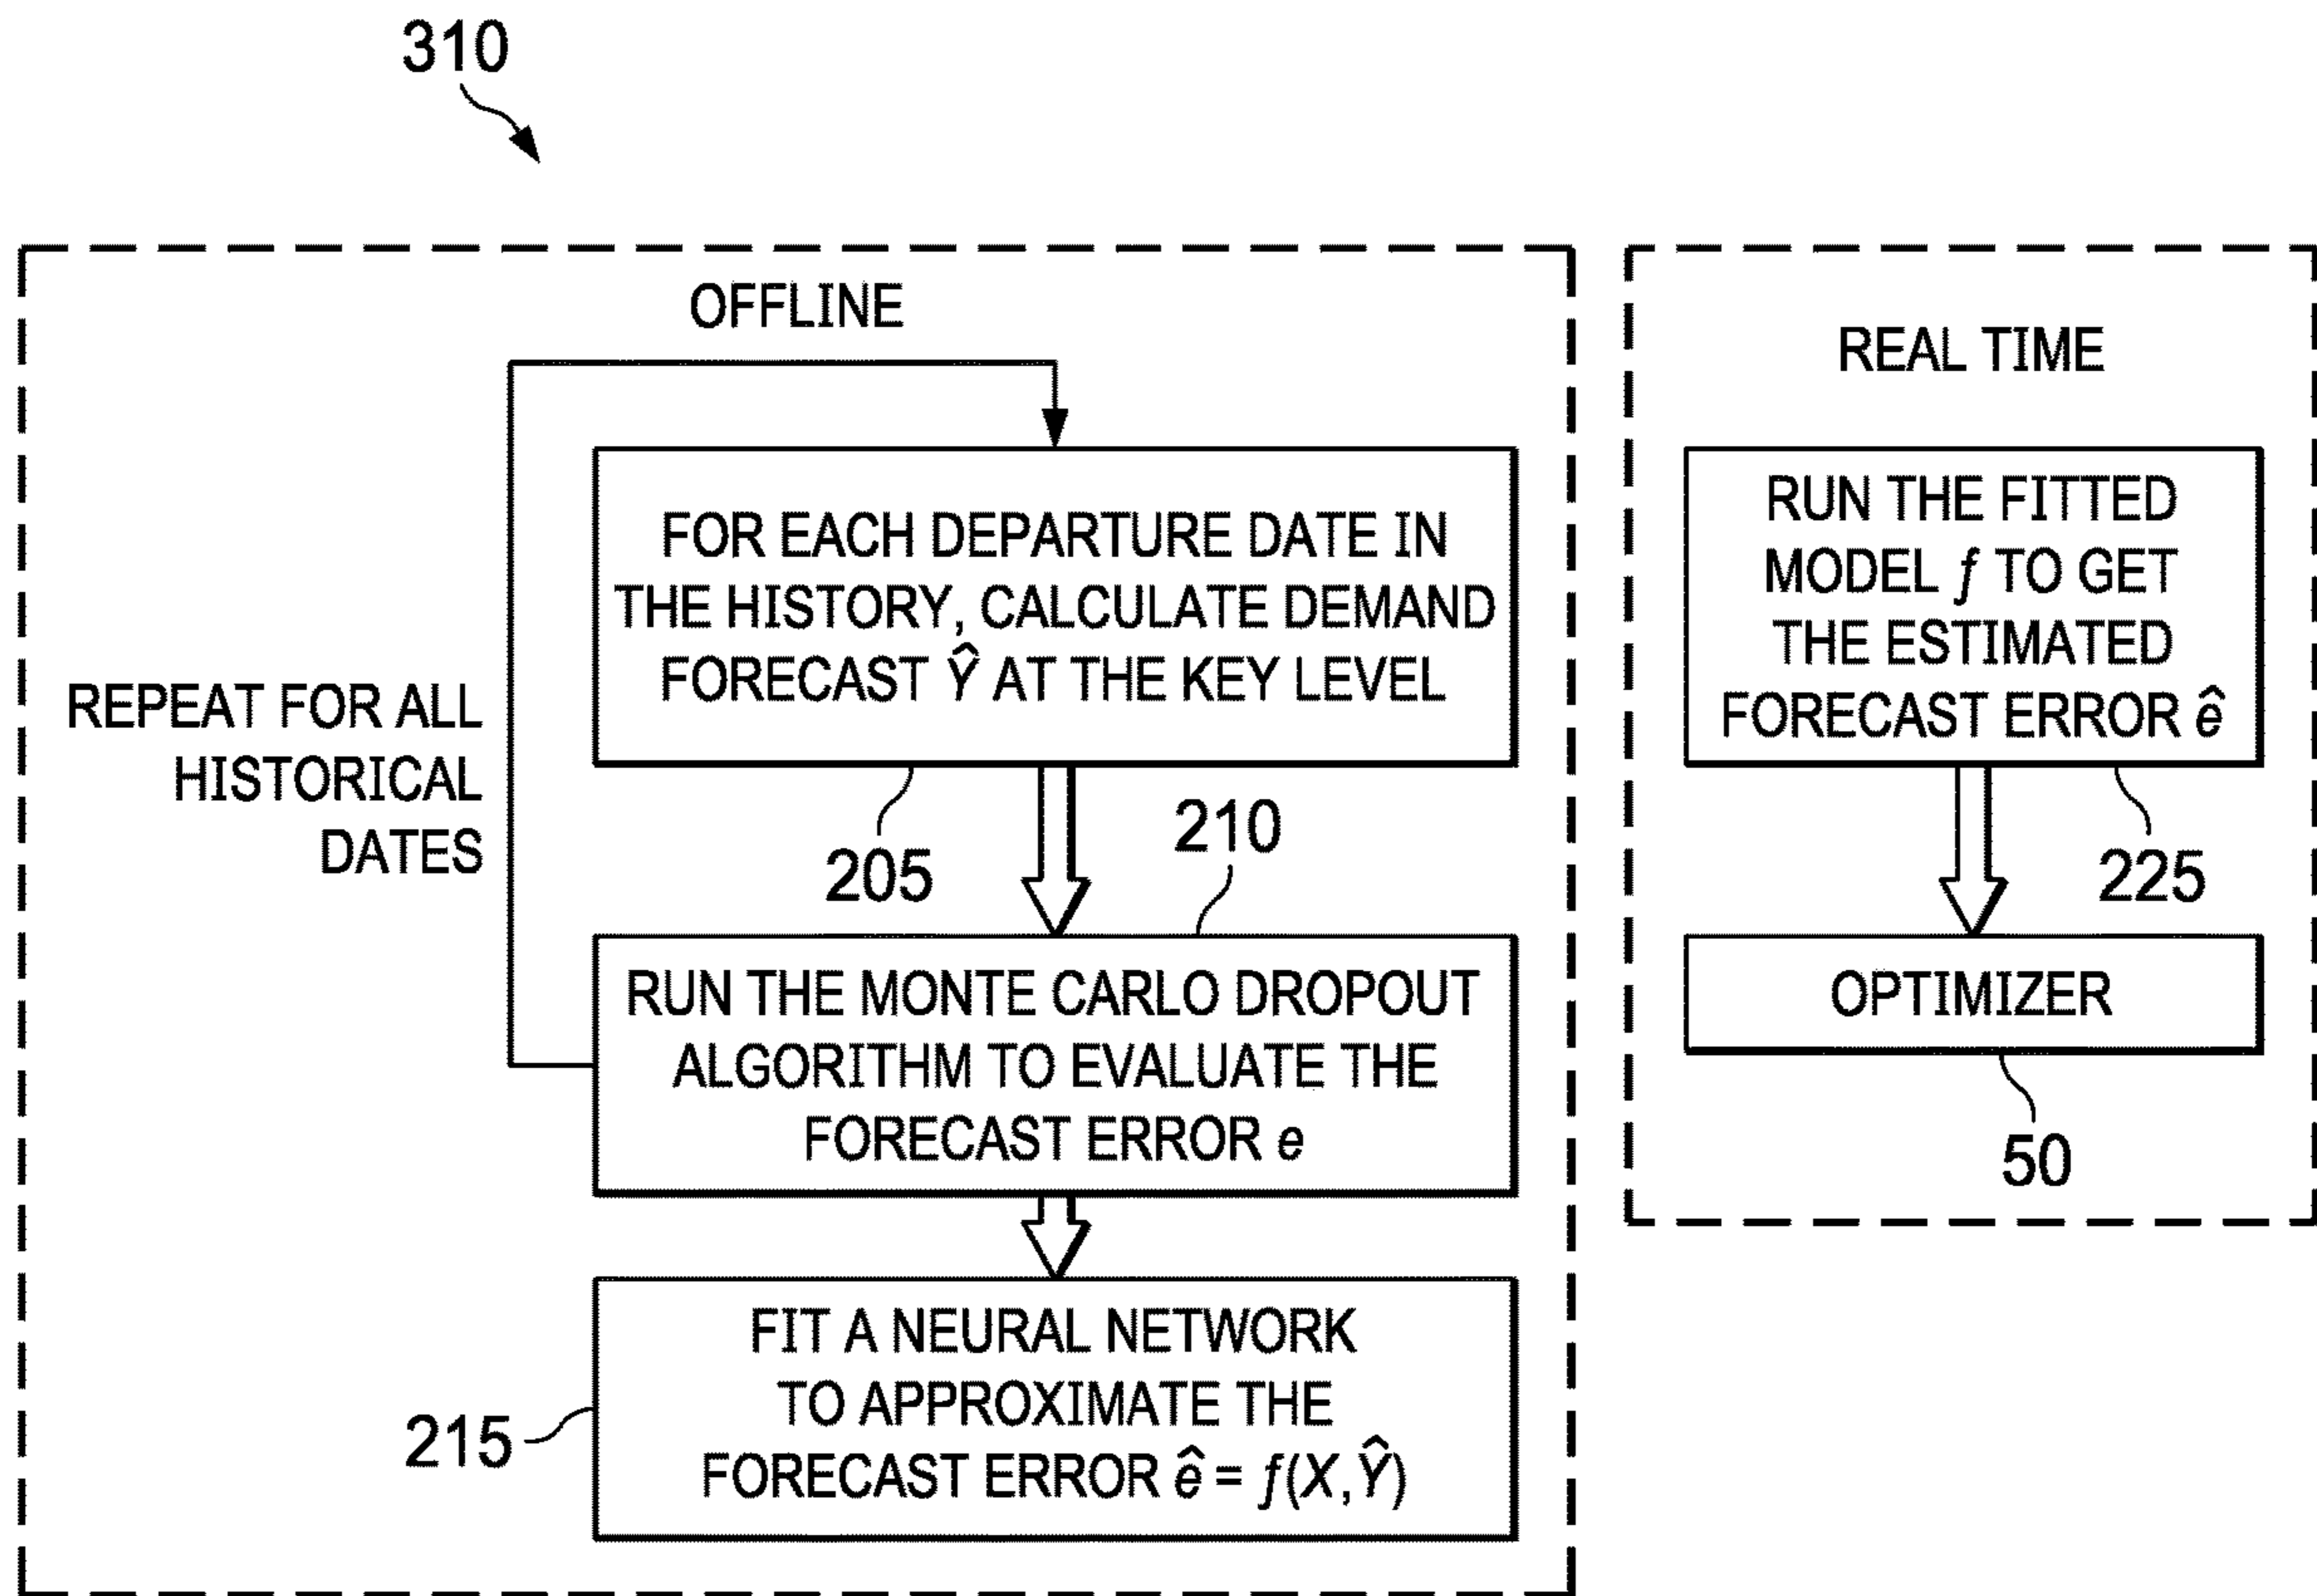 310
OFFLINE
REPEAT FOR ALL
HISTORICAL
DATES
FOR EACH DEPARTURE DATE IN
THE HISTORY, CALCULATE DEMAND
FORECAST Ŷ AT THE KEY LEVEL
205
210
RUN THE MONTE CARLO DROPOUT
ALGORITHM TO EVALUATE THE
FORECAST ERROR e
FIT A NEURAL NETWORK
TO APPROXIMATE THE
FORECAST ERROR ê = ƒ(X,Ŷ)
215
REAL TIME
RUN THE FITTED
MODEL ƒ TO GET
THE ESTIMATED
FORECAST ERROR ê
225
OPTIMIZER
50